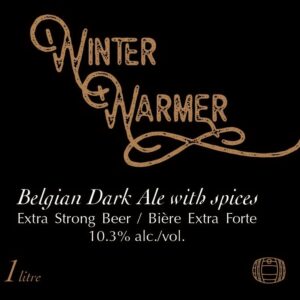 WINTER
WARMER
Belgian Dark Ale with spices
Extra Strong Beer / Bière Extra Forte
10.3% alc./vol.
1 litre